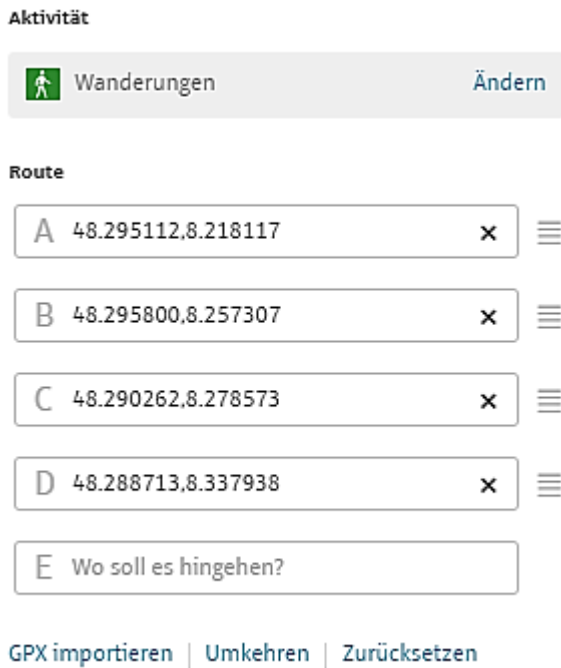 Aktivität
Wanderungen Ändern
Route
A 48.295112,8.218117 ×
B 48.295800,8.257307 ×
C 48.290262,8.278573 ×
D 48.288713,8.337938 ×
E Wo soll es hingehen?
GPX importieren | Umkehren | Zurücksetzen